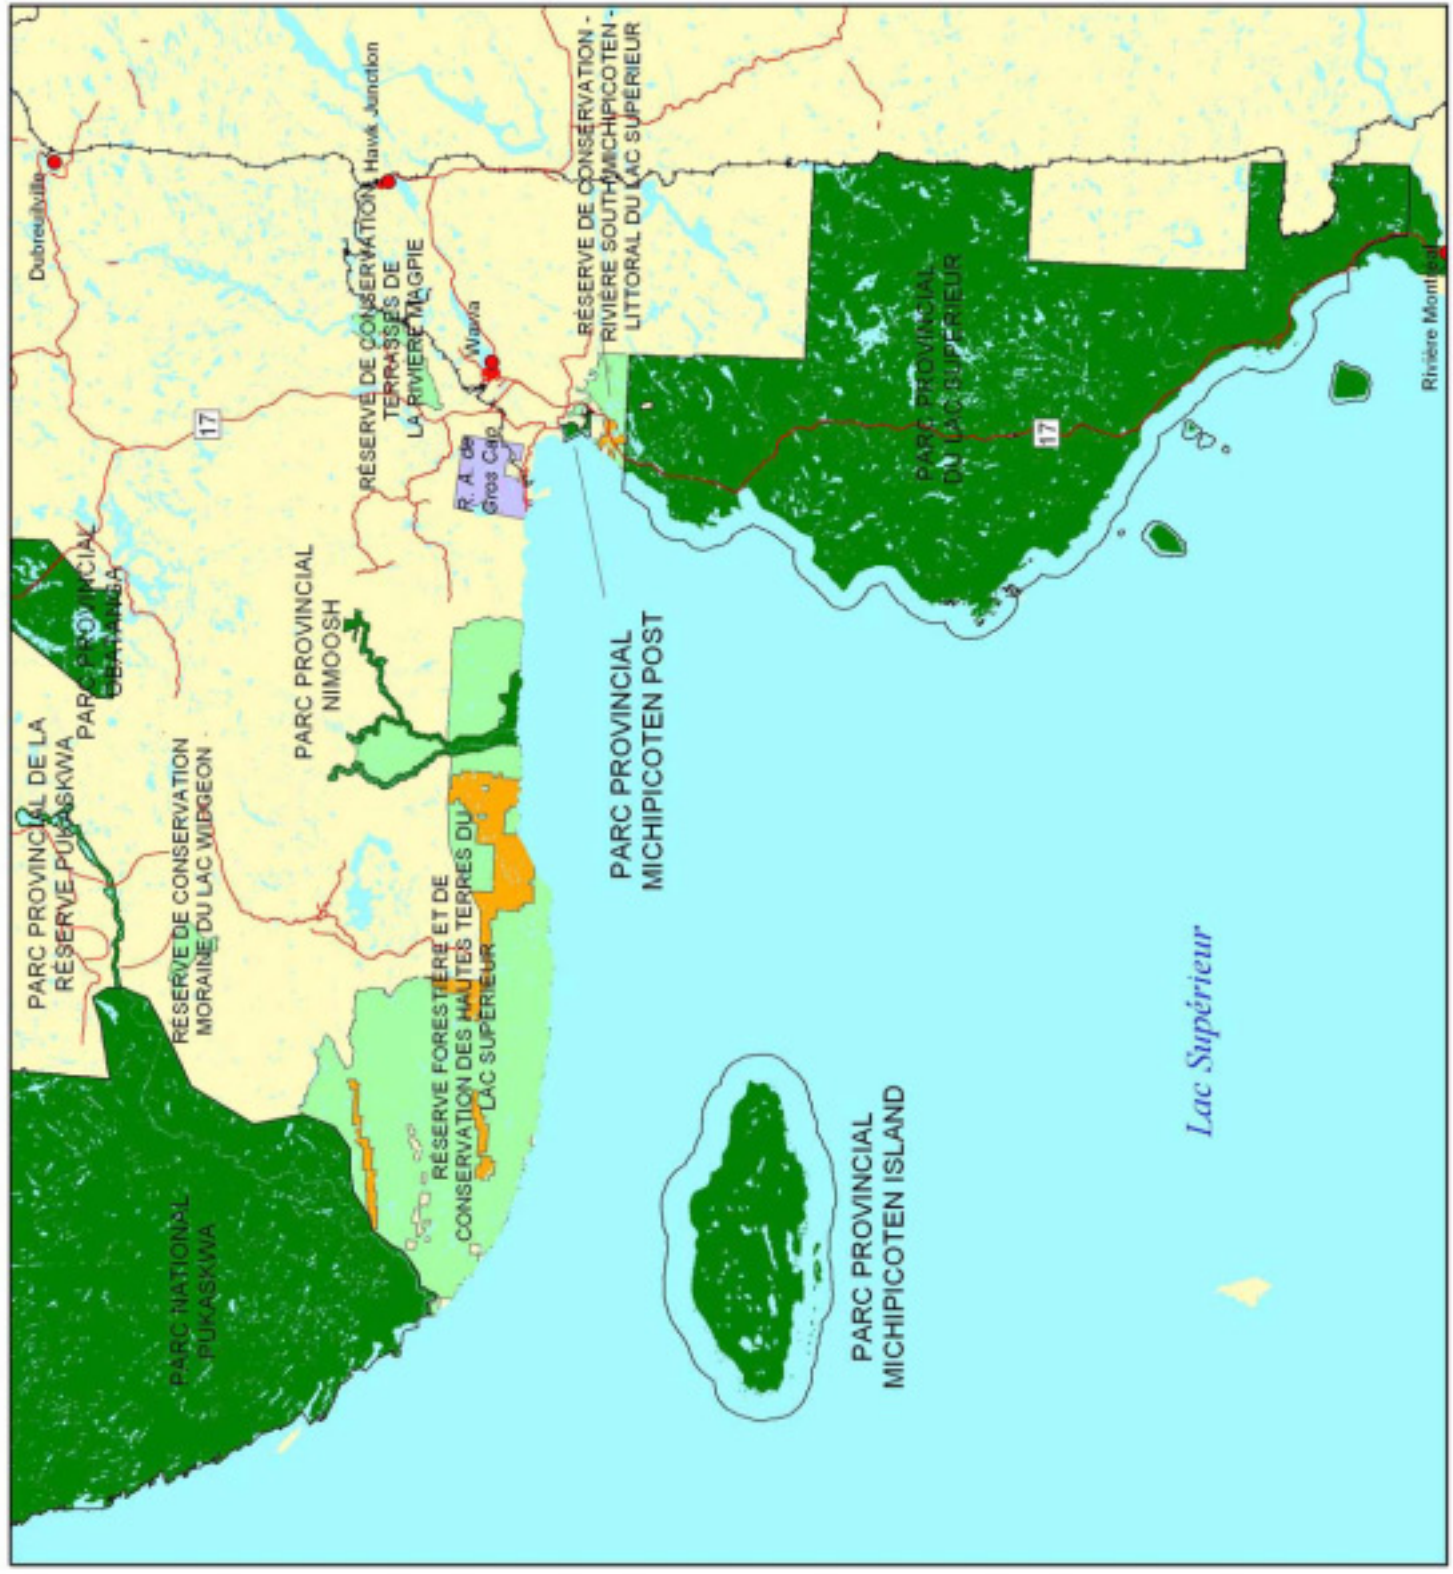 PARC PROVINCIAL DE LA
RÉSERVE PUKASKWA
Dubreuilville
PARC PROVINCIAL
OBATANGA
PARC NATIONAL
PUKASKWA
RÉSERVE DE CONSERVATION
MORAINE DU LAC WIDGEON
17
PARC PROVINCIAL
NIMOOSH
RÉSERVE DE CONSERVATION
TERRASSES DE
LA RIVIÈRE MAGPIE
Hawk Junction
RÉSERVE FORESTIÈRE ET DE
CONSERVATION DES HAUTES TERRES DU
LAC SUPÉRIEUR
R. A. de
Gros Cap
Wawa
RÉSERVE DE CONSERVATION -
RIVIÈRE SOUTH MICHIPICOTEN -
LITTORAL DU LAC SUPÉRIEUR
PARC PROVINCIAL
MICHIPICOTEN POST
PARC PROVINCIAL
MICHIPICOTEN ISLAND
PARC PROVINCIAL
DU LAC SUPÉRIEUR
17
Lac Supérieur
Rivière Montréal